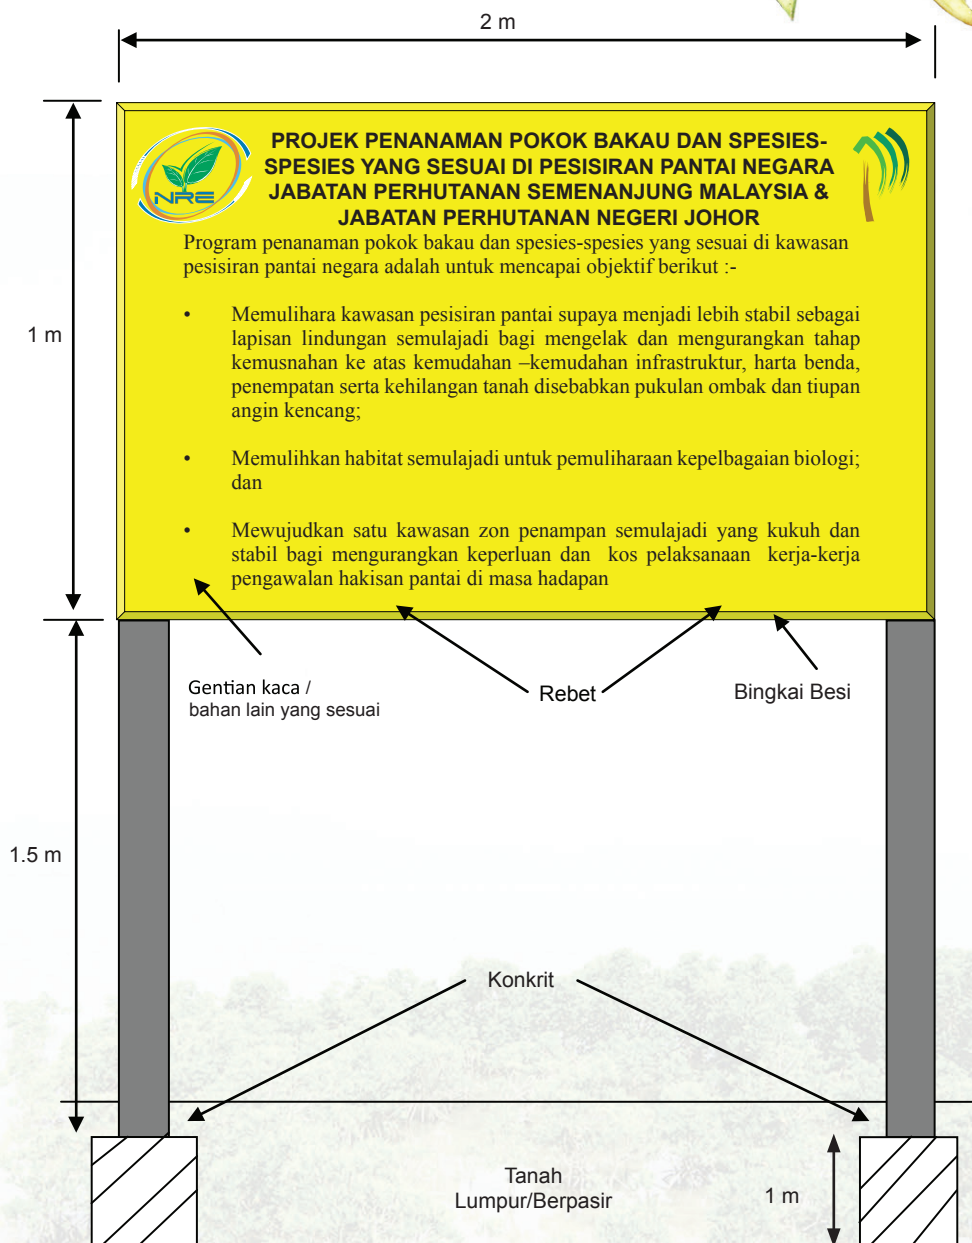 2 m
NRE
PROJEK PENANAMAN POKOK BAKAU DAN SPESIES-
SPESIES YANG SESUAI DI PESISIRAN PANTAI NEGARA
JABATAN PERHUTANAN SEMENANJUNG MALAYSIA &
JABATAN PERHUTANAN NEGERI JOHOR
Program penanaman pokok bakau dan spesies-spesies yang sesuai di kawasan
pesisiran pantai negara adalah untuk mencapai objektif berikut :-
1 m
• Memulihara kawasan pesisiran pantai supaya menjadi lebih stabil sebagai
lapisan lindungan semulajadi bagi mengelak dan mengurangkan tahap
kemusnahan ke atas kemudahan –kemudahan infrastruktur, harta benda,
penempatan serta kehilangan tanah disebabkan pukulan ombak dan tiupan
angin kencang;
• Memulihkan habitat semulajadi untuk pemuliharaan kepelbagaian biologi;
dan
• Mewujudkan satu kawasan zon penampan semulajadi yang kukuh dan
stabil bagi mengurangkan keperluan dan kos pelaksanaan kerja-kerja
pengawalan hakisan pantai di masa hadapan
Gentian kaca /
bahan lain yang sesuai
Rebet
Bingkai Besi
1.5 m
Konkrit
Tanah
Lumpur/Berpasir
1 m